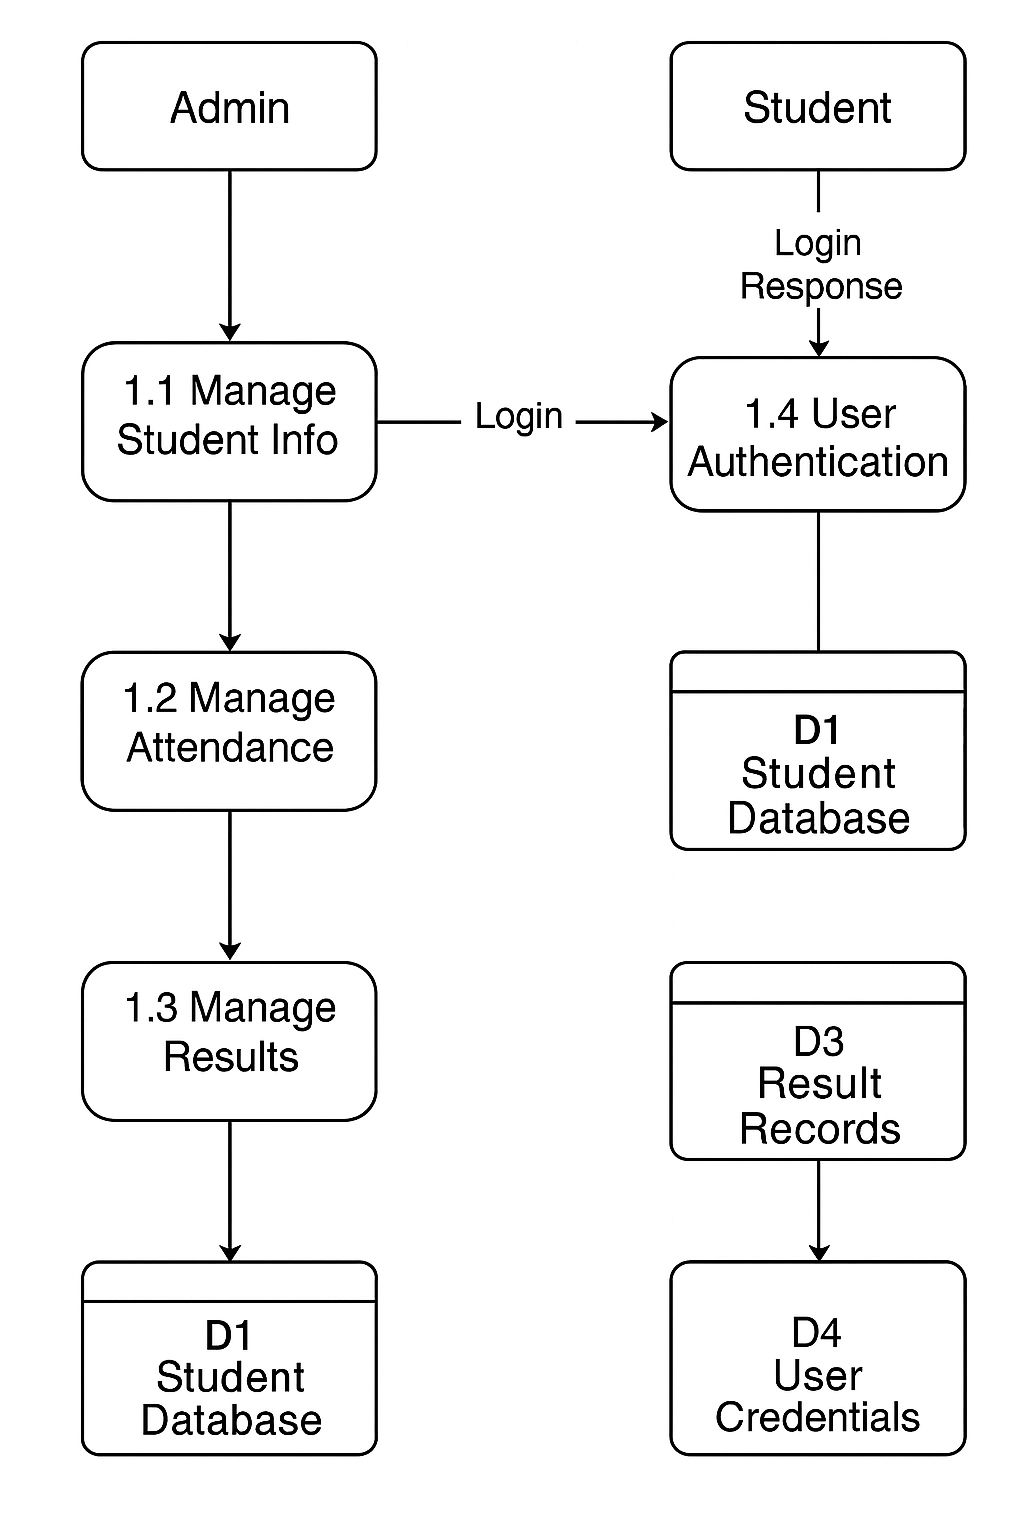 Admin
Student
Login
Response
1.1 Manage
Student Info
Login
1.4 User
Authentication
1.2 Manage
Attendance
D1
Student
Database
1.3 Manage
Results
D3
Result
Records
D1
Student
Database
D4
User
Credentials